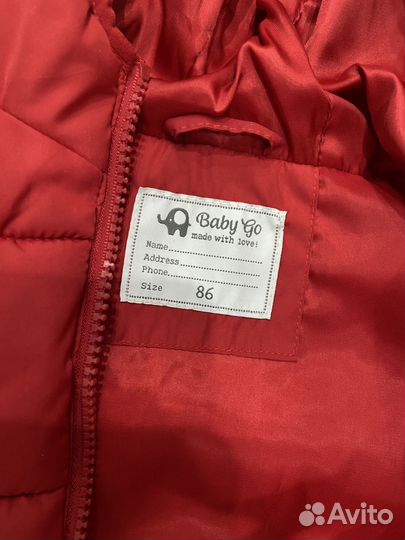 Baby Go
made with love!
Name
Address
Phone
Size 86
Avito